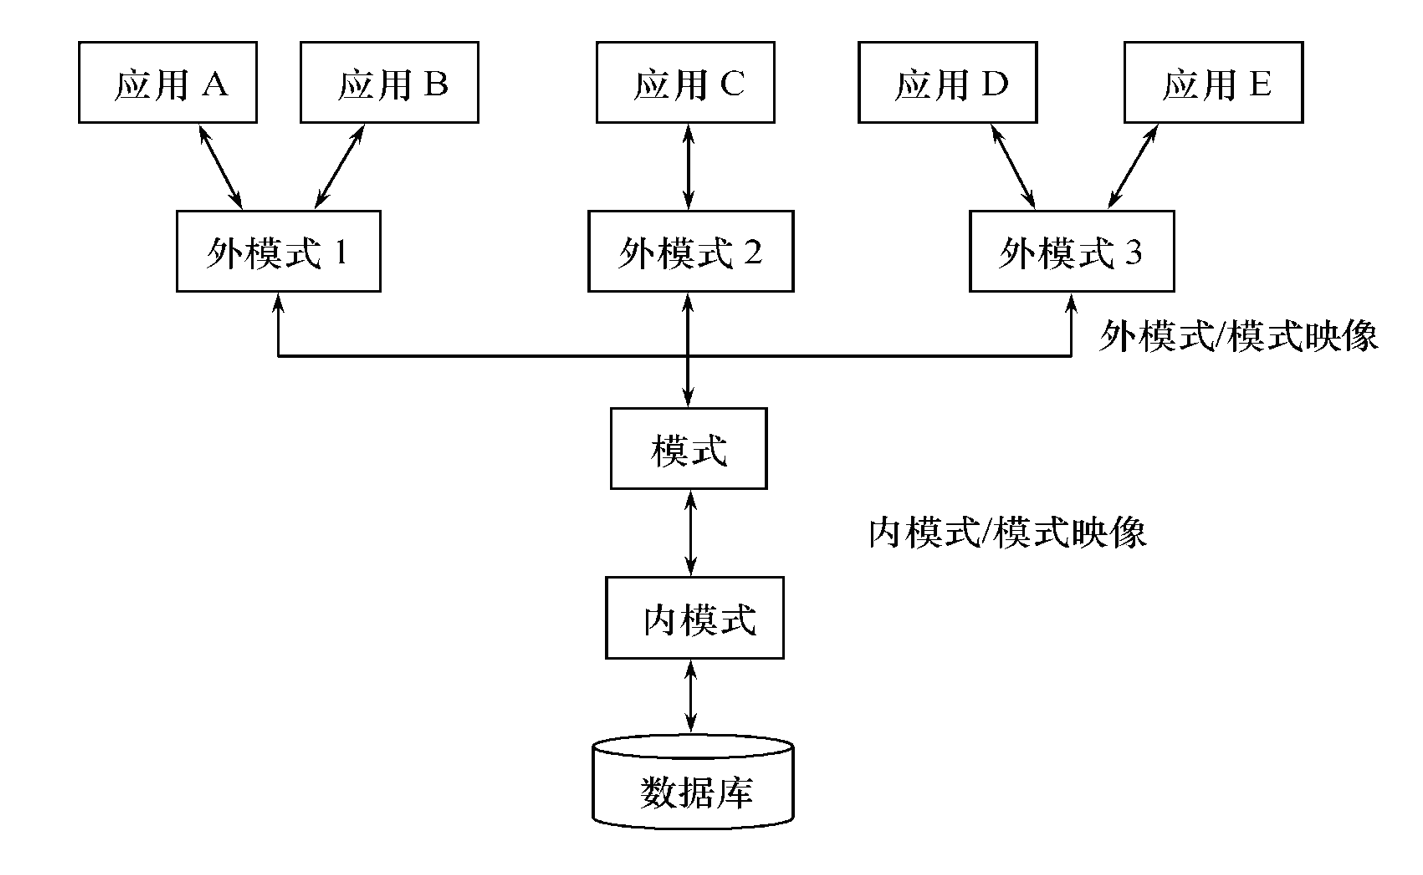 应用 A
应用 B
应用 C
应用 D
应用 E
外模式 1
外模式 2
外模式 3
外模式/模式映像
模式
内模式/模式映像
内模式
数据库